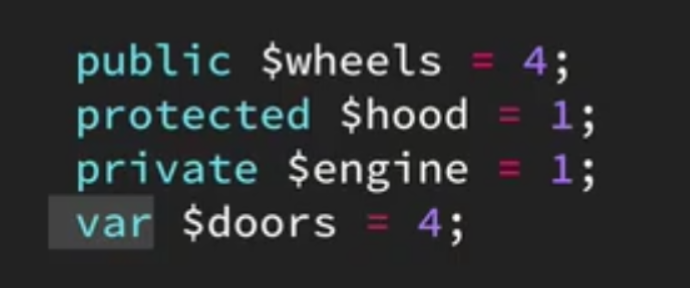 public $wheels = 4;
protected $hood = 1;
private $engine = 1;
var $doors = 4;